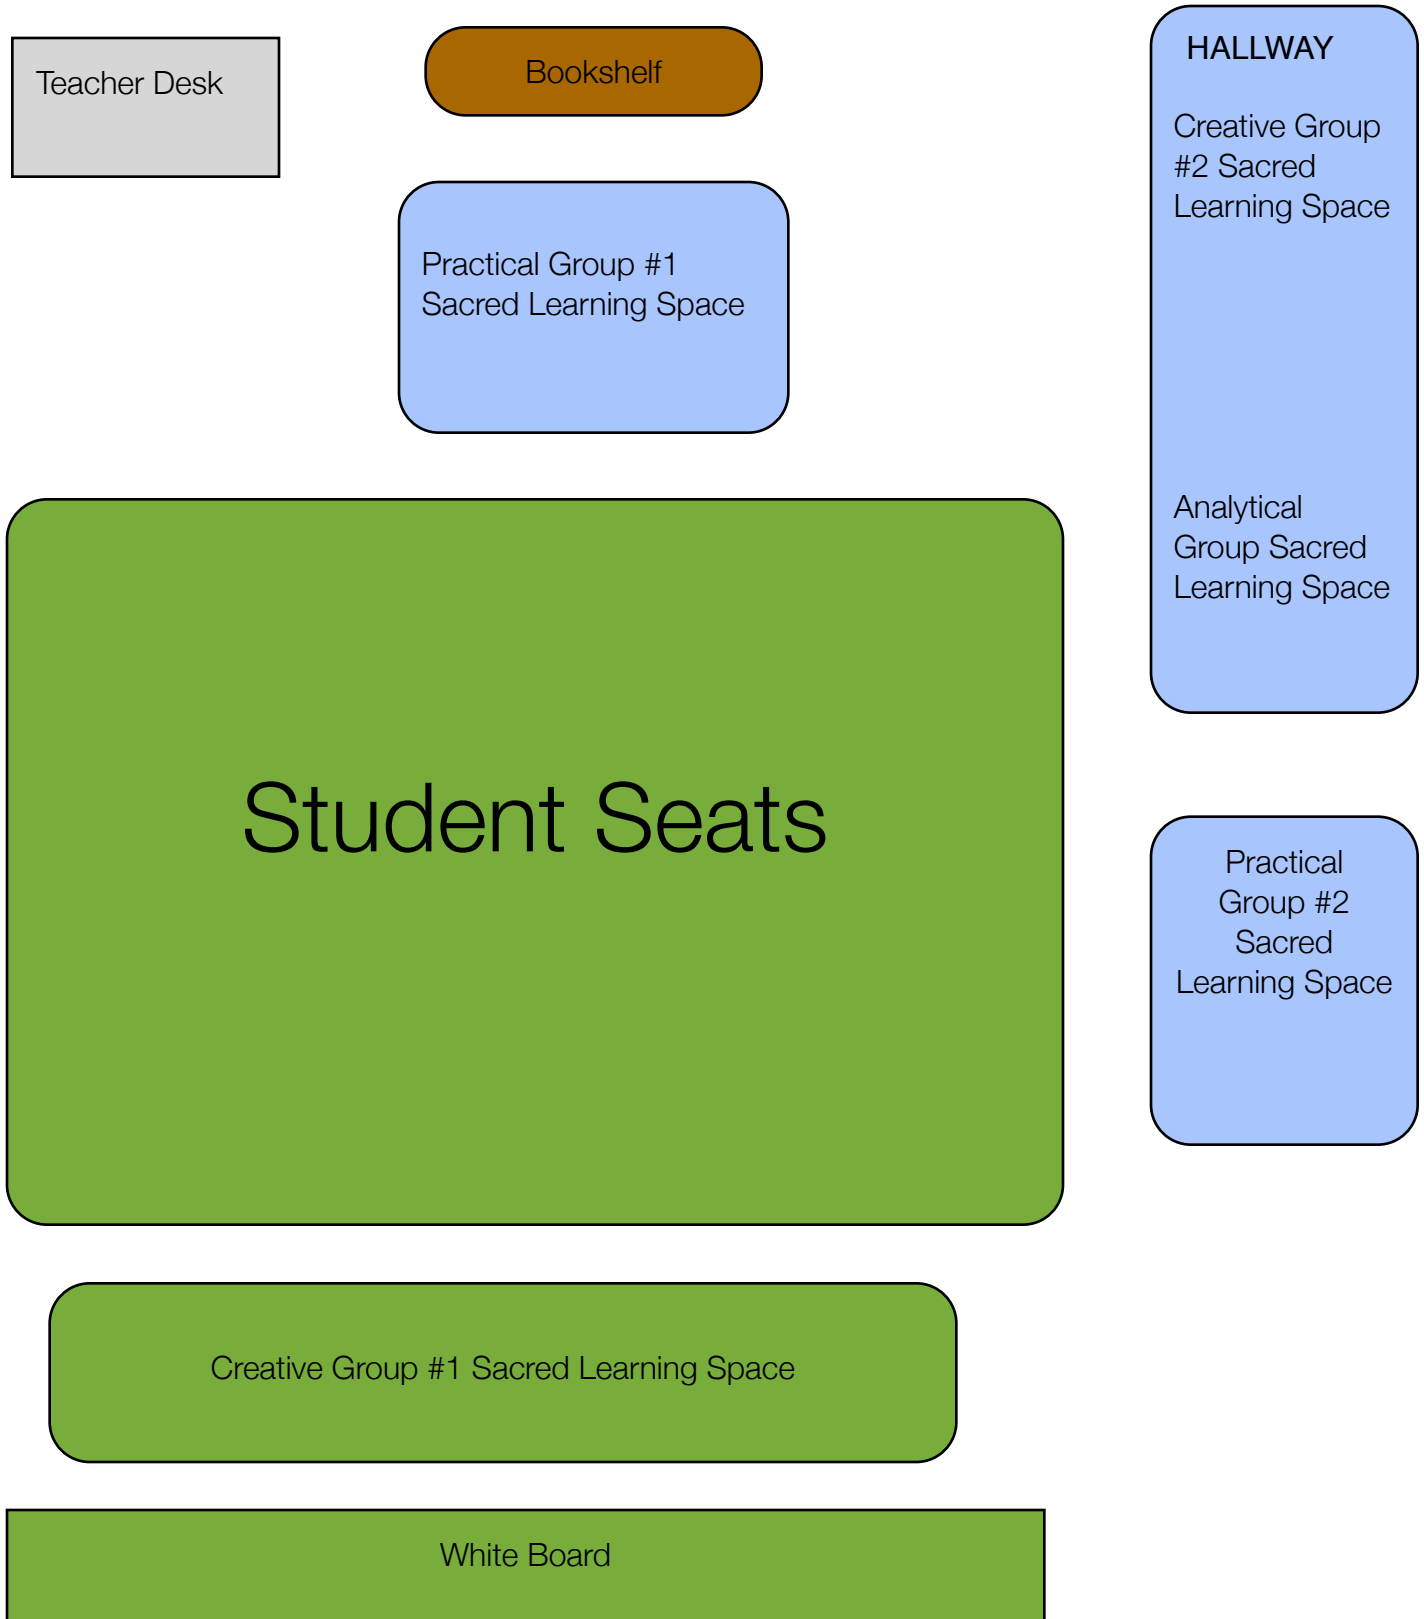 Teacher Desk
Bookshelf
HALLWAY
Creative Group
#2 Sacred
Learning Space
Practical Group #1
Sacred Learning Space
Analytical
Group Sacred
Learning Space
Student Seats
Practical
Group #2
Sacred
Learning Space
Creative Group #1 Sacred Learning Space
White Board